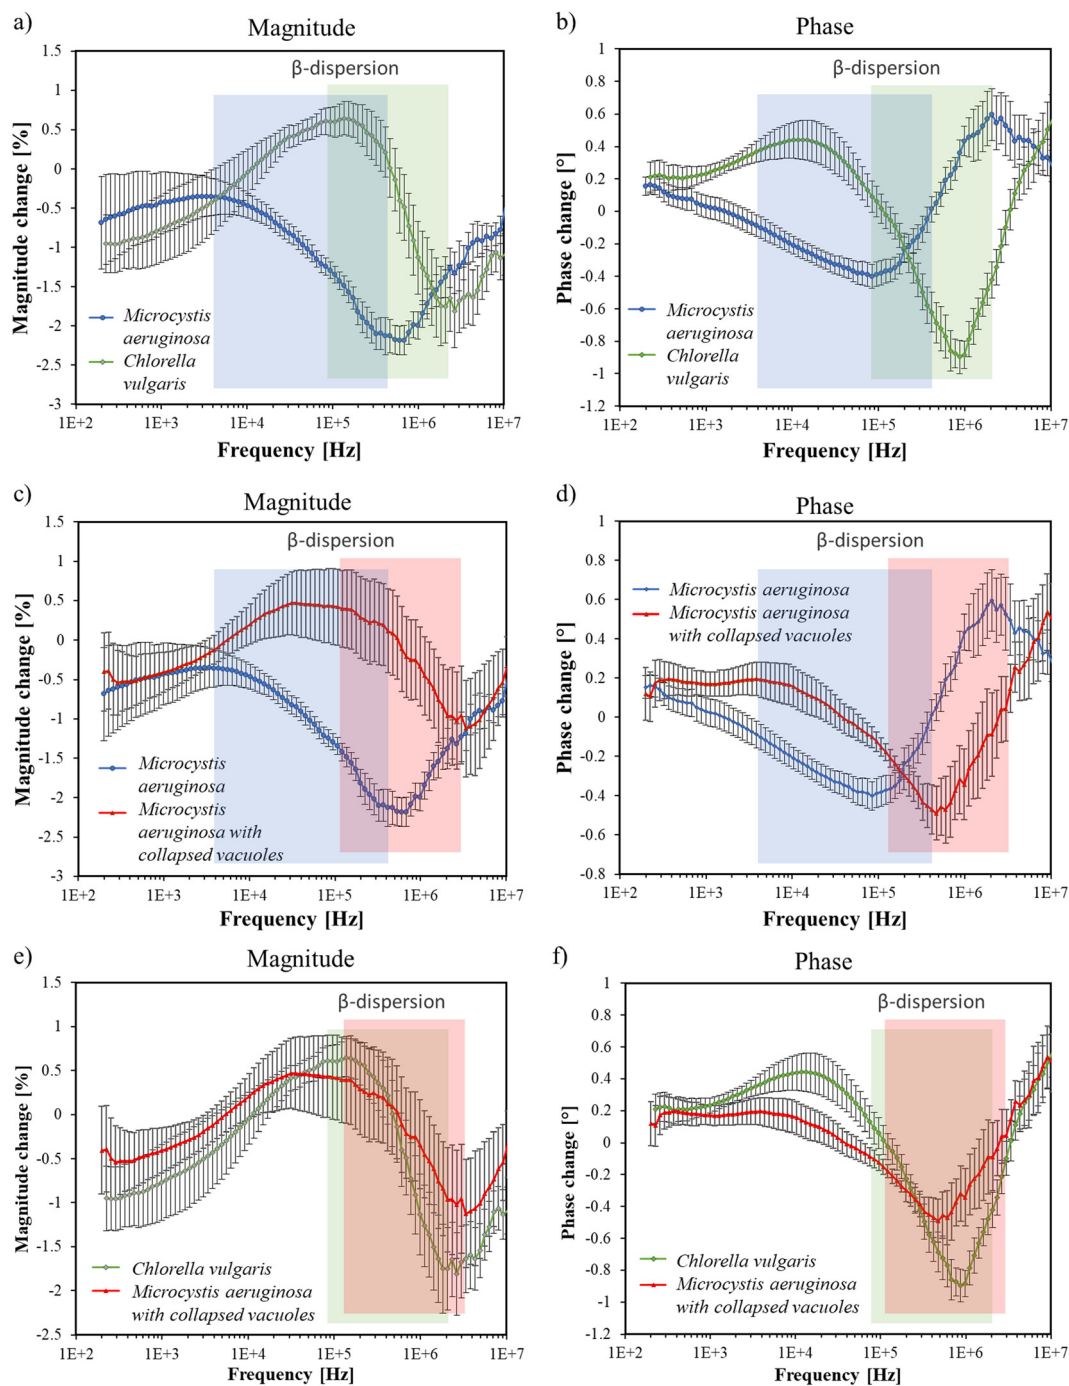 a)
Magnitude
β-dispersion
Magnitude change [%]
1.5
1
0.5
0
-0.5
-1
-1.5
-2
-2.5
-3
Microcystis
aeruginosa
Chlorella
vulgaris
1E+2 1E+3 1E+4 1E+5 1E+6 1E+7
Frequency [Hz]
b)
Phase
β-dispersion
Phase change [°]
1
0.8
0.6
0.4
0.2
0
-0.2
-0.4
-0.6
-0.8
-1
-1.2
Microcystis
aeruginosa
Chlorella
vulgaris
1E+2 1E+3 1E+4 1E+5 1E+6 1E+7
Frequency [Hz]
c)
Magnitude
β-dispersion
Magnitude change [%]
1.5
1
0.5
0
-0.5
-1
-1.5
-2
-2.5
-3
Microcystis
aeruginosa
Microcystis
aeruginosa with
collapsed vacuoles
1E+2 1E+3 1E+4 1E+5 1E+6 1E+7
Frequency [Hz]
d)
Phase
β-dispersion
Phase change [°]
1
0.8
0.6
0.4
0.2
0
-0.2
-0.4
-0.6
-0.8
Microcystis aeruginosa
Microcystis aeruginosa
with collapsed vacuoles
1E+2 1E+3 1E+4 1E+5 1E+6 1E+7
Frequency [Hz]
e)
Magnitude
β-dispersion
Magnitude change [%]
1.5
1
0.5
0
-0.5
-1
-1.5
-2
-2.5
Chlorella vulgaris
Microcystis aeruginosa
with collapsed vacuoles
1E+2 1E+3 1E+4 1E+5 1E+6 1E+7
Frequency [Hz]
f)
Phase
β-dispersion
Phase change [°]
1
0.8
0.6
0.4
0.2
0
-0.2
-0.4
-0.6
-0.8
-1
-1.2
Chlorella vulgaris
Microcystis aeruginosa
with collapsed vacuoles
1E+2 1E+3 1E+4 1E+5 1E+6 1E+7
Frequency [Hz]